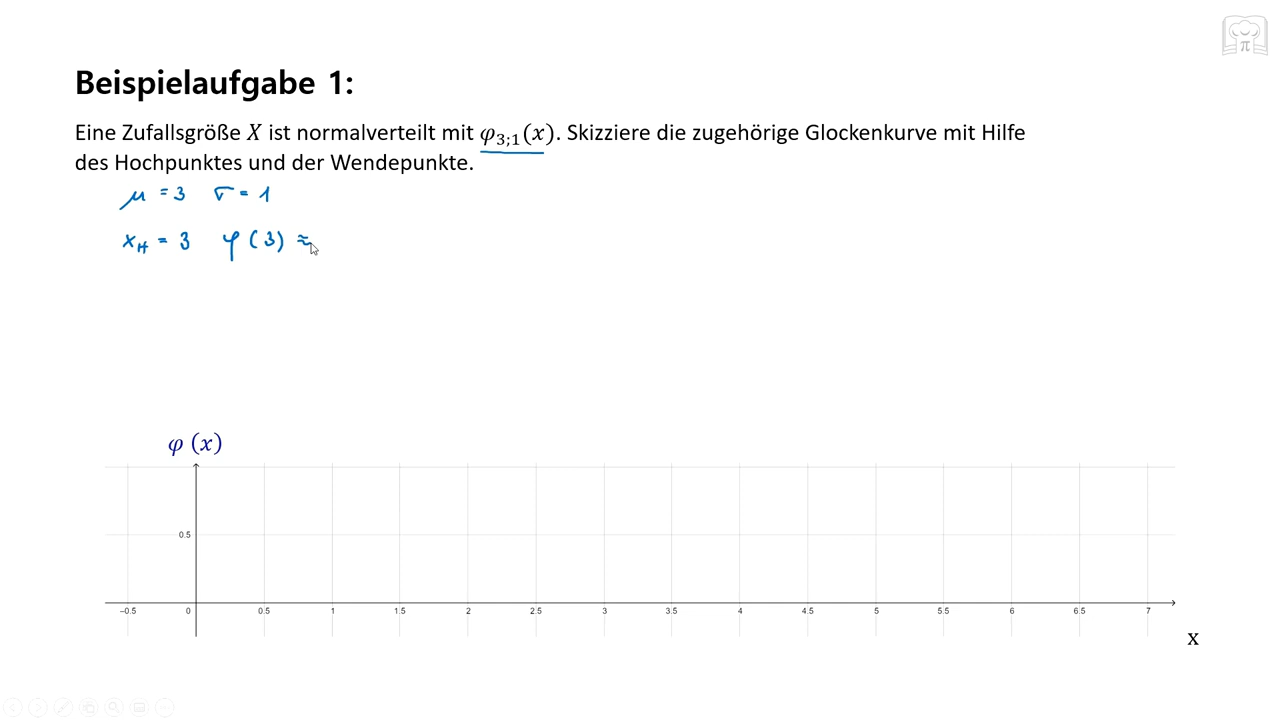 Beispielaufgabe 1:
Eine Zufallsgröße X ist normalverteilt mit φ₃;₁(x). Skizziere die zugehörige Glockenkurve mit Hilfe
des Hochpunktes und der Wendepunkte.
μ = 3 σ = 1
x_H = 3 φ(3) ≈
φ (x)
0.5
−0.5 0 0.5 1 1.5 2 2.5 3 3.5 4 4.5 5 5.5 6 6.5 7
x
π